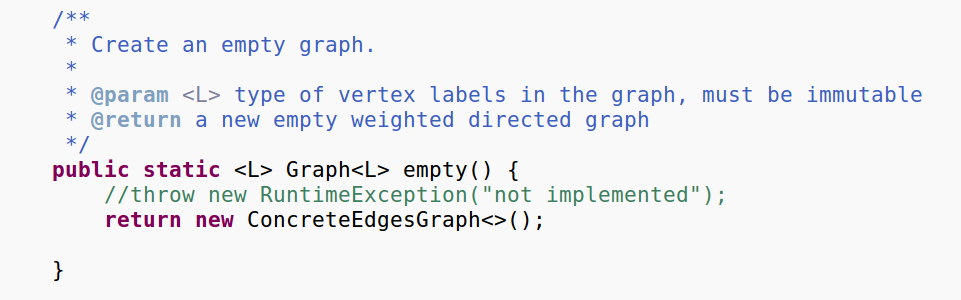 /**
 * Create an empty graph.
 *
 * @param <L> type of vertex labels in the graph, must be immutable
 * @return a new empty weighted directed graph
 */
public static <L> Graph<L> empty() {
    //throw new RuntimeException("not implemented");
    return new ConcreteEdgesGraph<>();
}